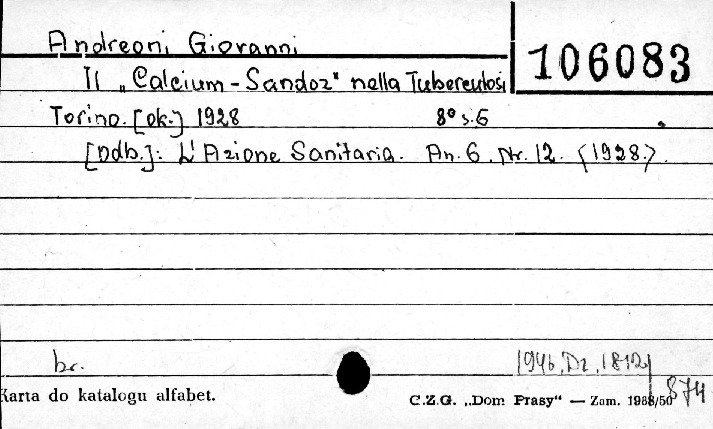 Andreoni Giovanni
106083
Il „Calcium-Sandoz" nella Tubercolosi
Torino. [ok.] 1928 8° s. 6
[Odb.]: L'Azione Sanitaria. An. 6. Nr. 12. (1928.).
br.
1946, Dz, 1812/
874
Karta do katalogu alfabet.
C.Z.G. „Dom Prasy" — Zam. 1968/50